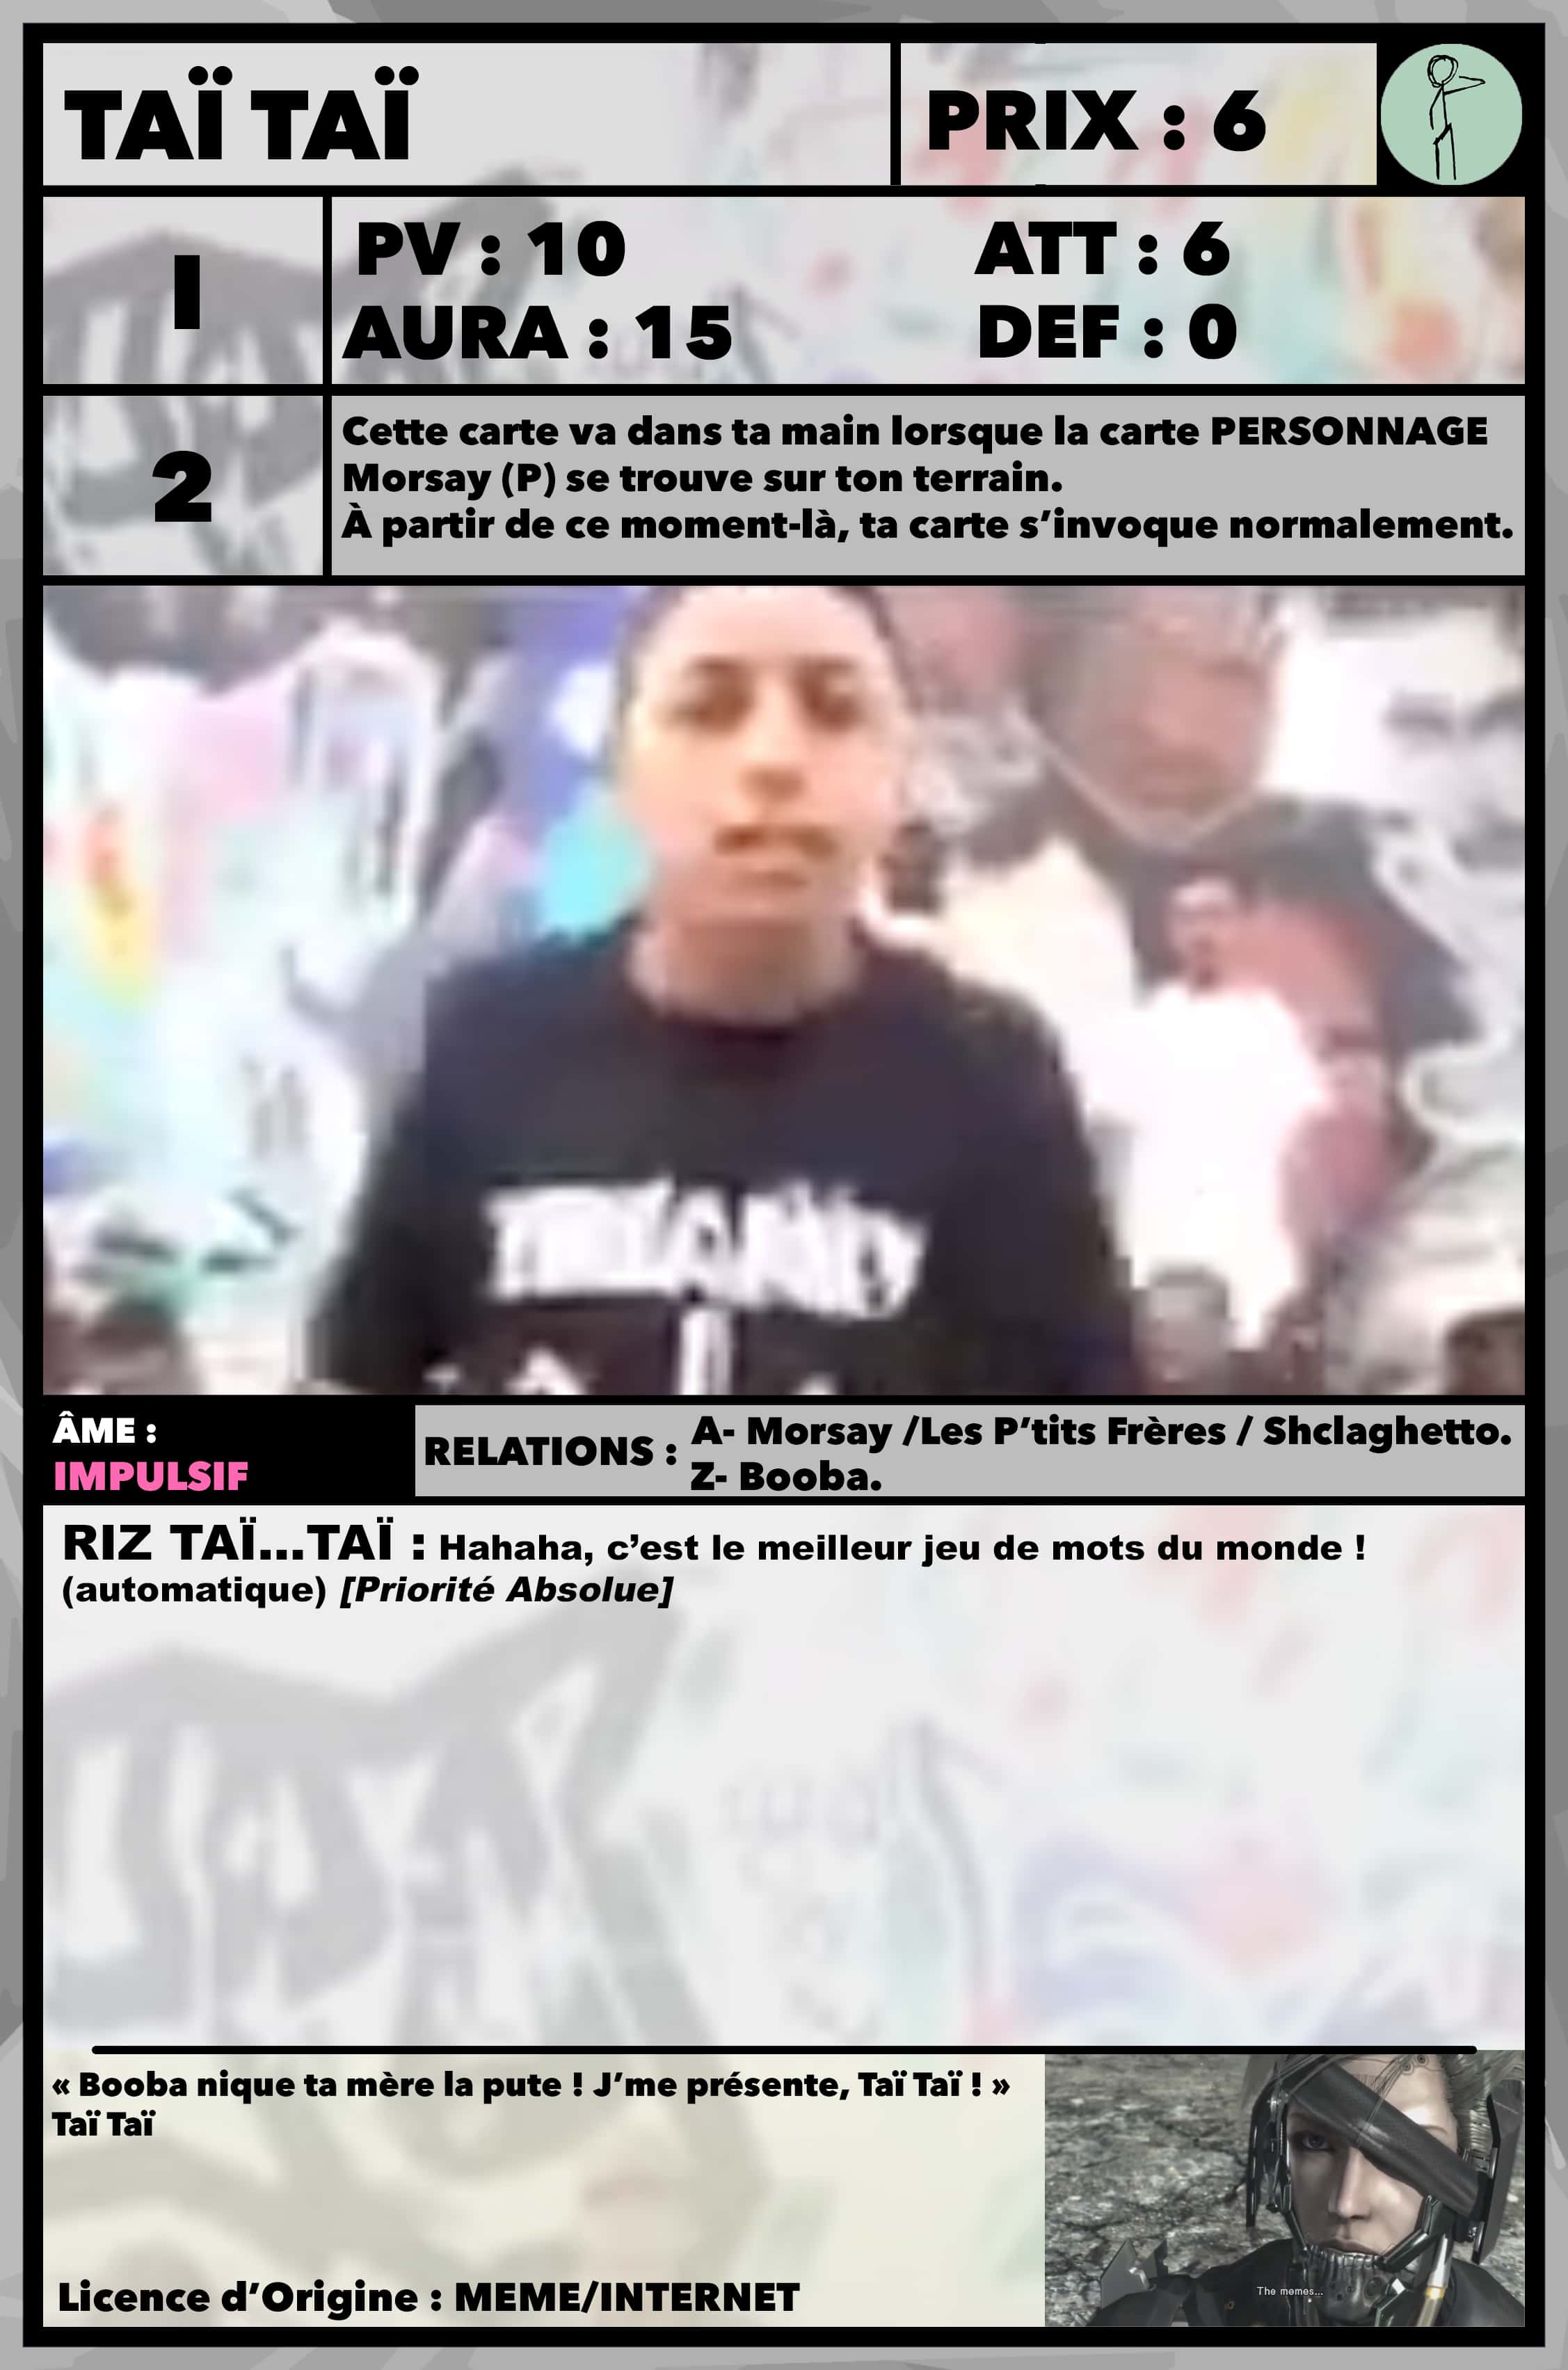 TAÏ TAÏ
PRIX : 6
1
PV : 10
ATT : 6
AURA : 15
DEF : 0
2
Cette carte va dans ta main lorsque la carte PERSONNAGE
Morsay (P) se trouve sur ton terrain.
À partir de ce moment-là, ta carte s’invoque normalement.
ÂME :
IMPULSIF
RELATIONS :
A- Morsay /Les P’tits Frères / Shclaghetto.
Z- Booba.
RIZ TAÏ...TAÏ : Hahaha, c’est le meilleur jeu de mots du monde !
(automatique) [Priorité Absolue]
« Booba nique ta mère la pute ! J’me présente, Taï Taï ! »
Taï Taï
Licence d’Origine : MEME/INTERNET
The memes...